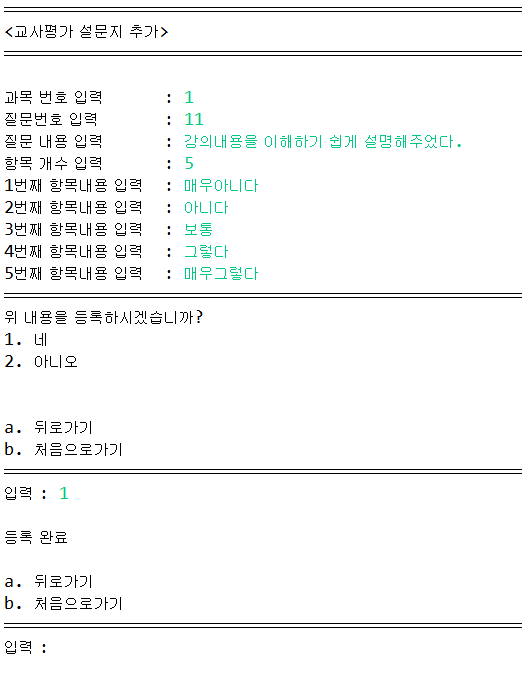 <교사평가 설문지 추가>
과목 번호 입력 : 1
질문번호 입력 : 11
질문 내용 입력 : 강의내용을 이해하기 쉽게 설명해주었다.
항목 개수 입력 : 5
1번째 항목내용 입력 : 매우아니다
2번째 항목내용 입력 : 아니다
3번째 항목내용 입력 : 보통
4번째 항목내용 입력 : 그렇다
5번째 항목내용 입력 : 매우그렇다
위 내용을 등록하시겠습니까?
1. 네
2. 아니오
a. 뒤로가기
b. 처음으로가기
입력 : 1
등록 완료
a. 뒤로가기
b. 처음으로가기
입력 :